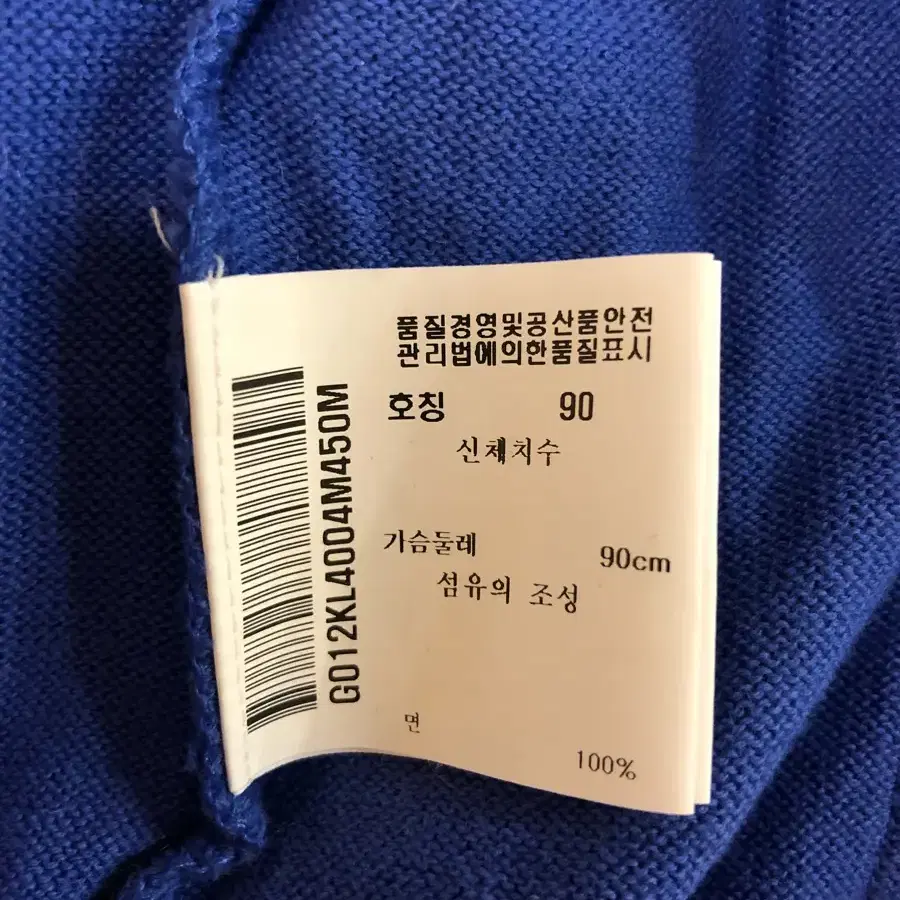 품질경영및공산품안전
관리법에의한품질표시
호칭 90
신체치수
가슴둘레 90cm
섬유의 조성
면
100%
G012KL4004M450M